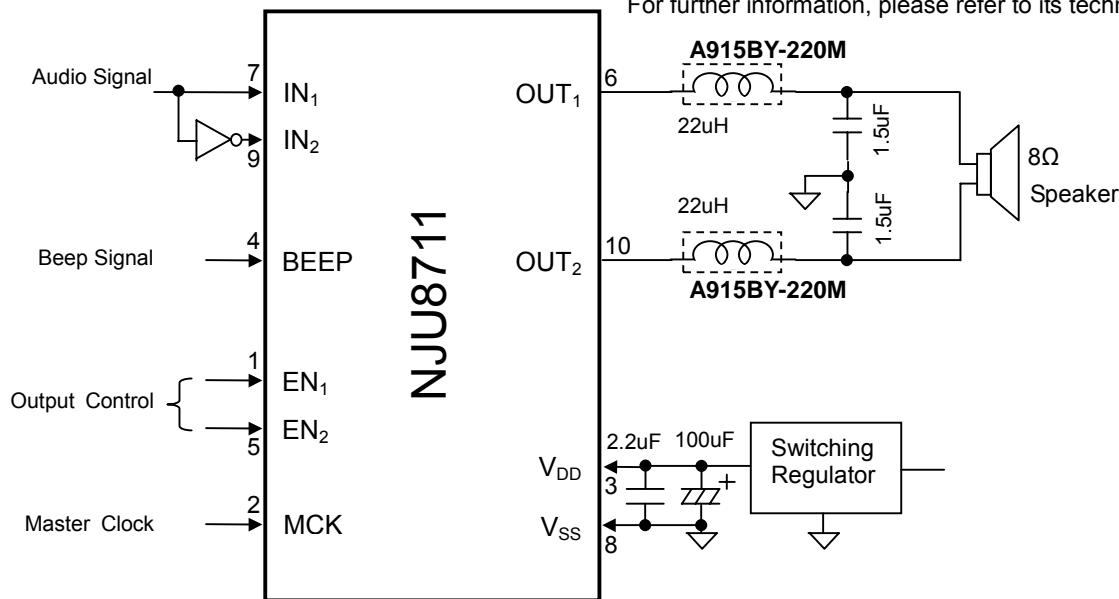 For further information, please refer to its techn
A915BY-220M
Audio Signal
7
IN1
6
OUT1
22uH
1.5uF
IN2
9
8Ω
Speaker
22uH
1.5uF
4
Beep Signal
BEEP
10
OUT2
A915BY-220M
NJU8711
1
EN1
Output Control
EN2
5
2.2uF 100uF
Switching
Regulator
VDD
3
+
2
Master Clock
MCK
VSS
8